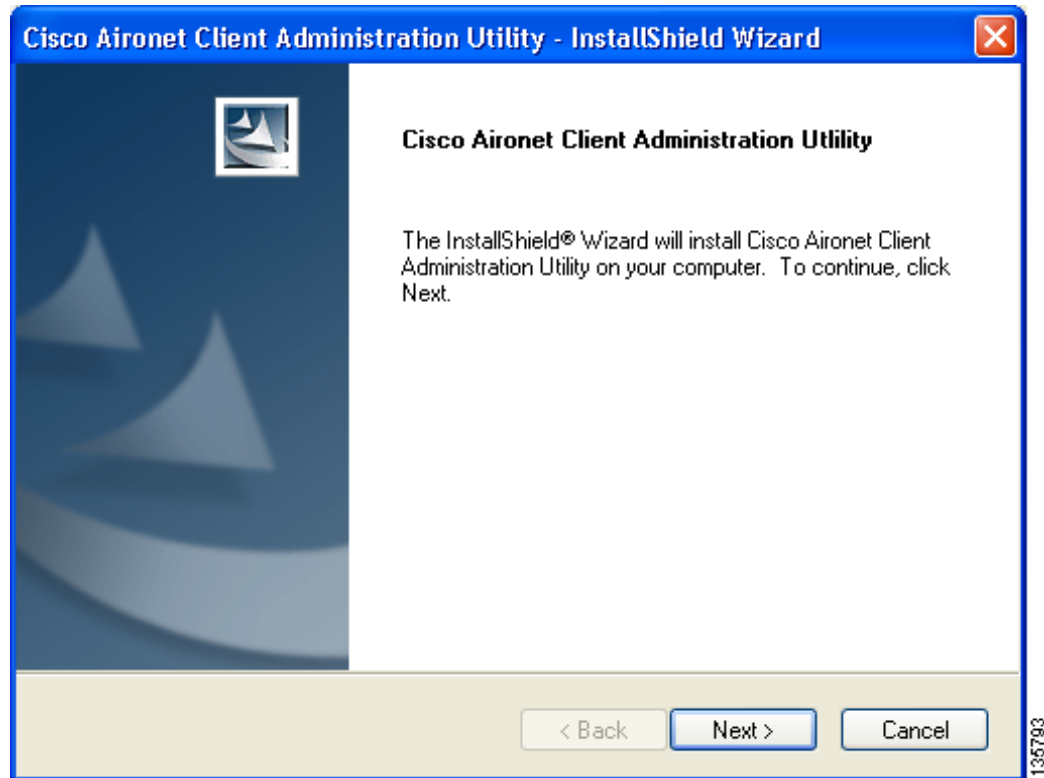 Cisco Aironet Client Administration Utility - InstallShield Wizard
Cisco Aironet Client Administration Utlility
The InstallShield® Wizard will install Cisco Aironet Client
Administration Utility on your computer. To continue, click
Next.
< Back
Next >
Cancel
135793